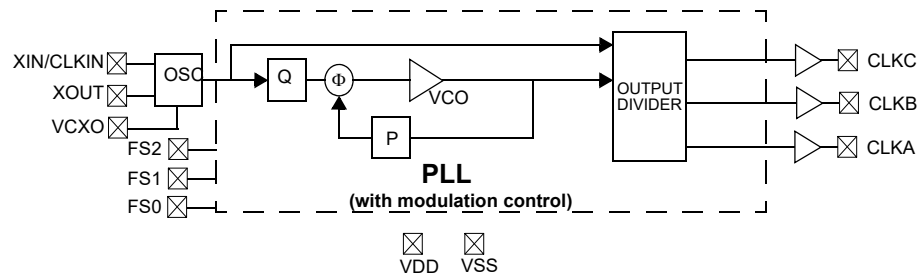 XIN/CLKIN
OSC
XOUT
VCXO
FS2
FS1
FS0
Q
Φ
VCO
P
PLL
(with modulation control)
OUTPUT
DIVIDER
CLKC
CLKB
CLKA
VDD
VSS